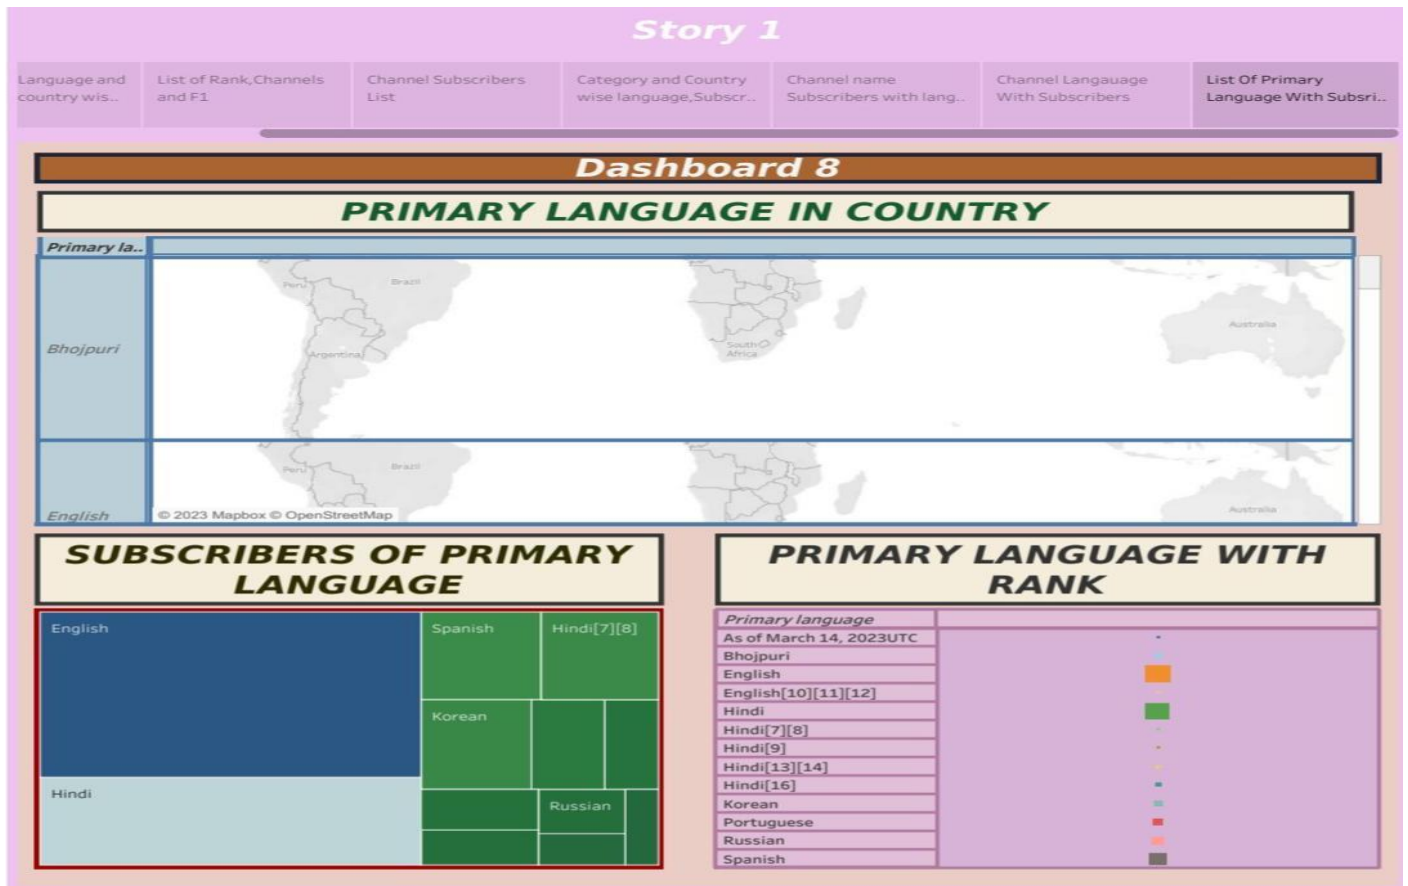 Story 1
Language and
country wis..
List of Rank,Channels
and F1
Channel Subscribers
List
Category and Country
wise language,Subscr..
Channel name
Subscribers with lang..
Channel Langauage
With Subscribers
List Of Primary
Language With Subsri..
Dashboard 8
PRIMARY LANGUAGE IN COUNTRY
Primary la..
Bhojpuri
Peru
Brazil
Argentina
South
Africa
Australia
English
Peru
Brazil
Australia
© 2023 Mapbox © OpenStreetMap
SUBSCRIBERS OF PRIMARY
LANGUAGE
English
Spanish
Hindi[7][8]
Korean
Hindi
Russian
PRIMARY LANGUAGE WITH
RANK
Primary language
As of March 14, 2023UTC
Bhojpuri
English
English[10][11][12]
Hindi
Hindi[7][8]
Hindi[9]
Hindi[13][14]
Hindi[16]
Korean
Portuguese
Russian
Spanish